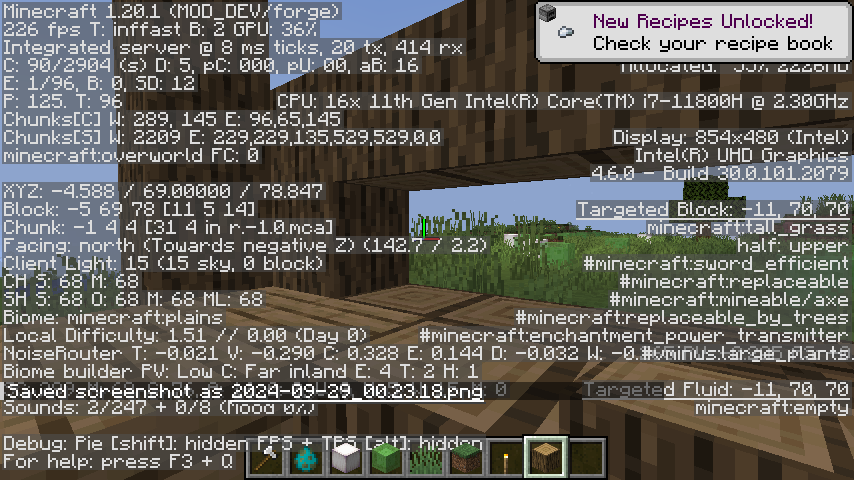 Minecraft 1.20.1 (MOD_DEV/forge)
226 fps T: inffast B: 2 GPU: 36%
Integrated server @ 8 ms ticks, 20 tx, 414 rx
C: 90/2904 (s) D: 5, pC: 000, pU: 00, aB: 16
E: 1/96, B: 0, SD: 12
P: 125. T: 96
Chunks[C] W: 289, 145 E: 96,65,145
Chunks[S] W: 2209 E: 229,229,135,529,529,0,0
minecraft:overworld FC: 0
XYZ: -4.588 / 69.00000 / 78.847
Block: -5 69 78 [11 5 14]
Chunk: -1 4 4 [31 4 in r.-1.0.mca]
Facing: north (Towards negative Z) (142.7 / 2.2)
Client Light: 15 (15 sky, 0 block)
CH S: 68 M: 68
SH S: 68 O: 68 M: 68 ML: 68
Biome: minecraft:plains
Local Difficulty: 1.51 // 0.00 (Day 0)
NoiseRouter T: -0.021 V: -0.290 C: 0.328 E: 0.144 D: -0.032 W: -0.
Biome builder PV: Low C: Far inland E: 4 T: 2 H: 1
Saved screenshot as 2024-09-29_00.23.18.png
Sounds: 2/247 + 0/8
Debug: Pie [shift]: hidden FPS + TPS [alt]: hidden
For help: press F3 + Q
New Recipes Unlocked!
Check your recipe book
CPU: 16x 11th Gen Intel(R) Core(TM) i7-11800H @ 2.30GHz
Display: 854x480 (Intel)
Intel(R) UHD Graphics
4.6.0 - Build 30.0.101.2079
Targeted Block: -11, 70, 70
minecraft:tall_grass
half: upper
#minecraft:sword_efficient
#minecraft:replaceable
#minecraft:mineable/axe
#minecraft:replaceable_by_trees
#minecraft:enchantment_power_transmitter
Targeted Fluid: -11, 70, 70
minecraft:empty